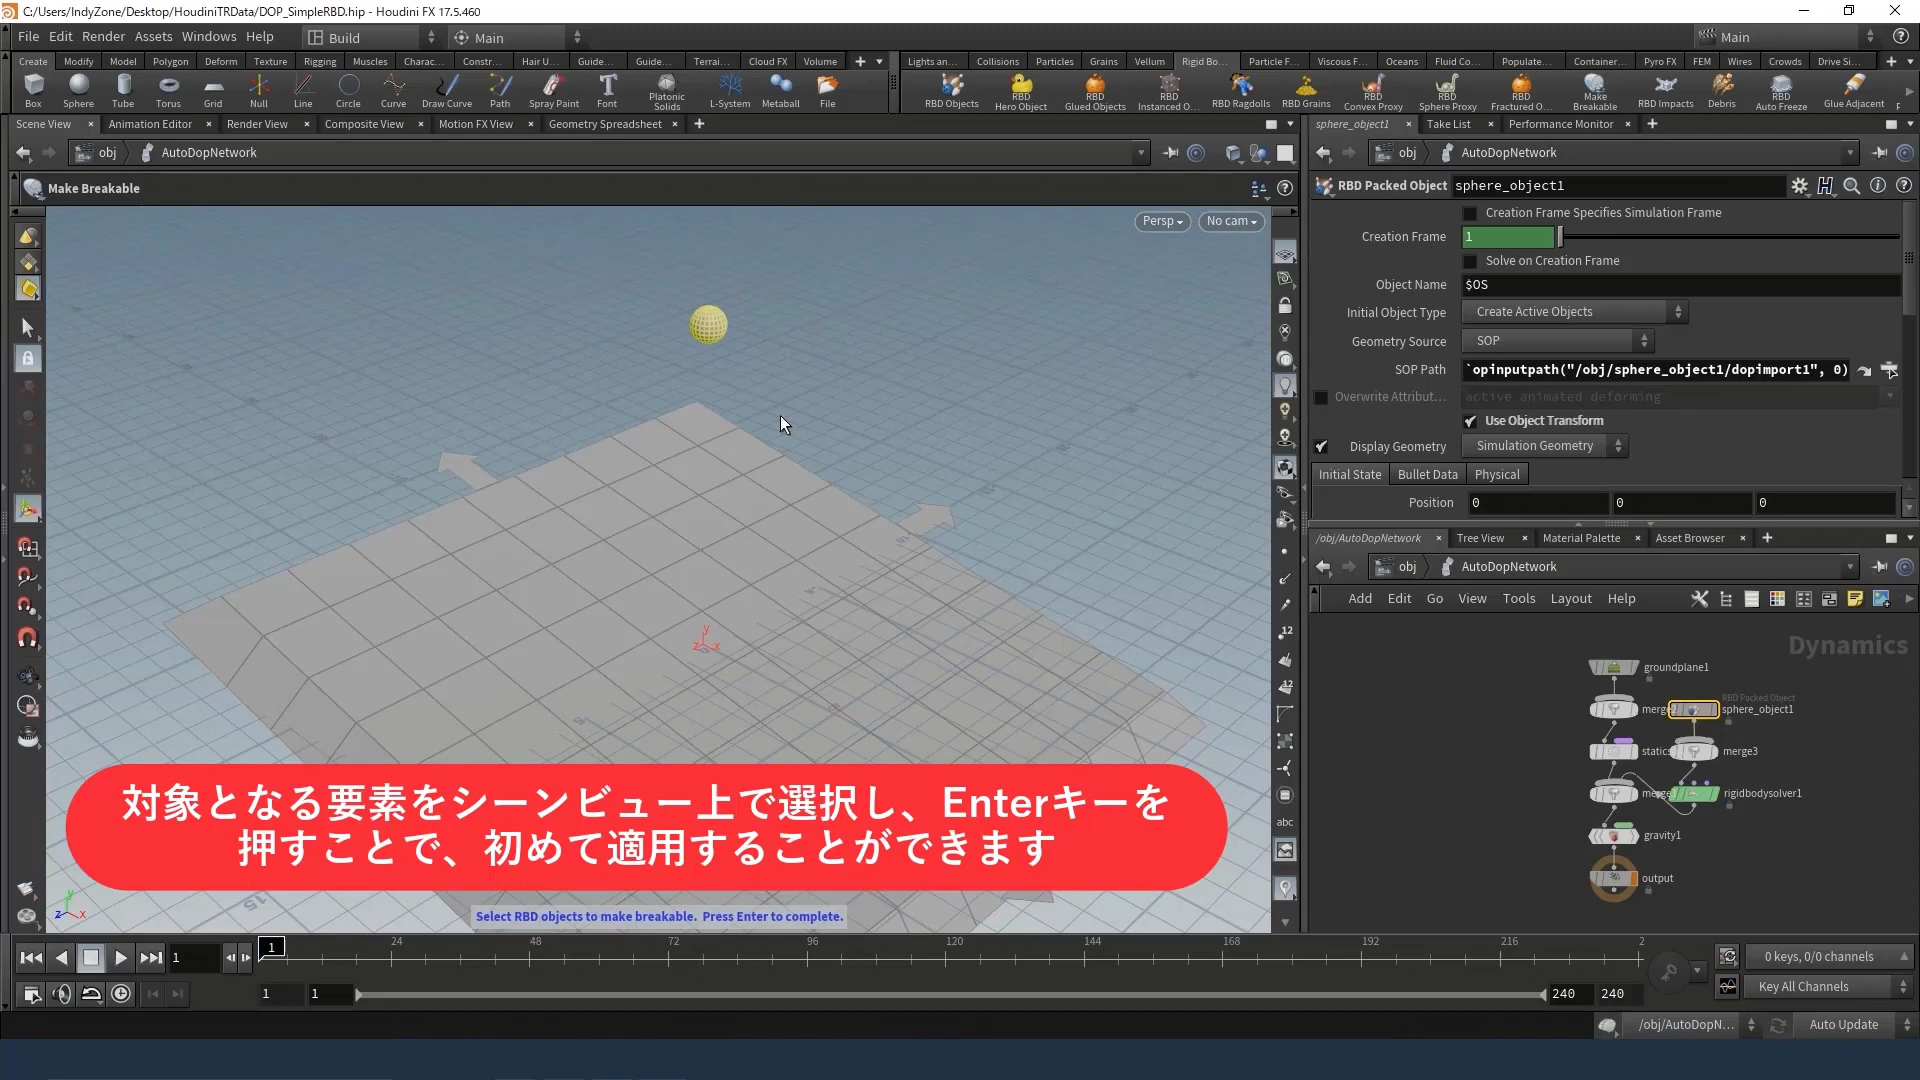 C:/Users/IndyZone/Desktop/HoudiniTRData/DOP_SimpleRBD.hip - Houdini FX 17.5.460
File Edit Render Assets Windows Help Build Main Main
Create Modify Model Polygon Deform Texture Rigging Muscles Charac... Constr... Hair U... Guide... Guide... Terrai... Cloud FX Volume
Lights an... Collisions Particles Grains Vellum Rigid Bo... Particle F... Viscous F... Oceans Fluid Co... Populate... Container... Pyro FX FEM Wires Crowds Drive Si...
Box Sphere Tube Torus Grid Null Line Circle Curve Draw Curve Path Spray Paint Font Platonic Solids L-System Metaball File
RBD Objects RBD Hero Object RBD Glued Objects RBD Instanced O... RBD Ragdolls RBD Grains RBD Convex Proxy RBD Sphere Proxy RBD Fractured O... Make Breakable RBD Impacts Debris RBD Auto Freeze Glue Adjacent
Scene View Animation Editor Render View Composite View Motion FX View Geometry Spreadsheet
sphere_object1 Take List Performance Monitor
obj AutoDopNetwork
obj AutoDopNetwork
Make Breakable
RBD Packed Object sphere_object1
Persp No cam
Creation Frame Specifies Simulation Frame
Creation Frame 1
Solve on Creation Frame
Object Name $OS
Initial Object Type Create Active Objects
Geometry Source SOP
SOP Path `opinputpath("/obj/sphere_object1/dopimport1", 0)
Overwrite Attribut... active animated deforming
Use Object Transform
Display Geometry Simulation Geometry
Initial State Bullet Data Physical
Position 0 0 0
/obj/AutoDopNetwork Tree View Material Palette Asset Browser
obj AutoDopNetwork
Add Edit Go View Tools Layout Help
Dynamics
groundplane1
RBD Packed Object
sphere_object1
merge3
rigidbodysolver1
gravity1
output
y
z x
12
12
abc
対象となる要素をシーンビュー上で選択し、Enterキーを
押すことで、初めて適用することができます
15
y
z x
Select RBD objects to make breakable. Press Enter to complete.
1 1 24 48 72 96 120 144 168 192 216 2
0 keys, 0/0 channels
1 1 240 240
Key All Channels
/obj/AutoDopN... Auto Update